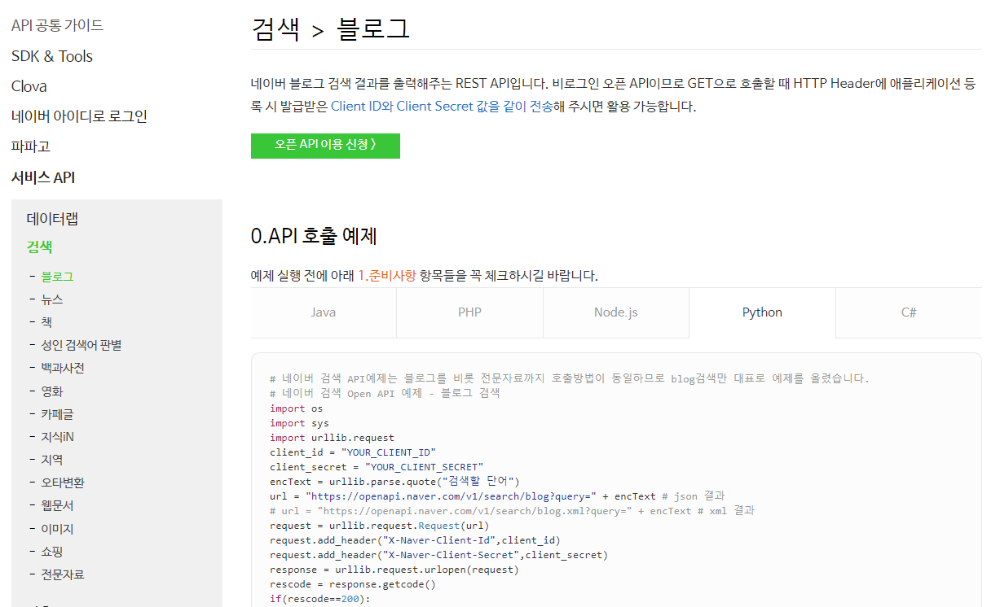 API 공통 가이드
SDK & Tools
Clova
네이버 아이디로 로그인
파파고
서비스 API
데이터랩
검색
- 블로그
- 뉴스
- 책
- 성인 검색어 판별
- 백과사전
- 영화
- 카페글
- 지식iN
- 지역
- 오타변환
- 웹문서
- 이미지
- 쇼핑
- 전문자료
검색 > 블로그
네이버 블로그 검색 결과를 출력해주는 REST API입니다. 비로그인 오픈 API이므로 GET으로 호출할 때 HTTP Header에 애플리케이션 등
록 시 발급받은 Client ID와 Client Secret 값을 같이 전송해 주시면 활용 가능합니다.
오픈 API 이용 신청 〉
0.API 호출 예제
예제 실행 전에 아래 1.준비사항 항목들을 꼭 체크하시길 바랍니다.
Java PHP Node.js Python C#
# 네이버 검색 API예제는 블로그를 비롯 전문자료까지 호출방법이 동일하므로 blog검색만 대표로 예제를 올렸습니다.
# 네이버 검색 Open API 예제 - 블로그 검색
import os
import sys
import urllib.request
client_id = "YOUR_CLIENT_ID"
client_secret = "YOUR_CLIENT_SECRET"
encText = urllib.parse.quote("검색할 단어")
url = "https://openapi.naver.com/v1/search/blog?query=" + encText # json 결과
# url = "https://openapi.naver.com/v1/search/blog.xml?query=" + encText # xml 결과
request = urllib.request.Request(url)
request.add_header("X-Naver-Client-Id",client_id)
request.add_header("X-Naver-Client-Secret",client_secret)
response = urllib.request.urlopen(request)
rescode = response.getcode()
if(rescode==200):